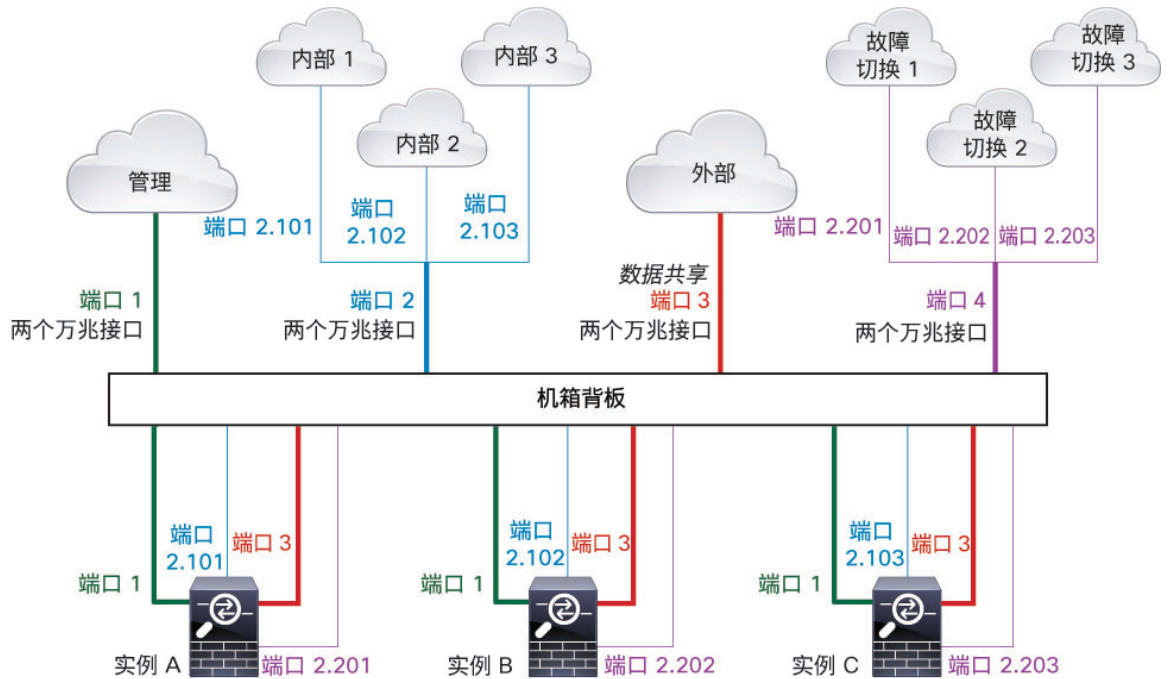 内部 1
内部 3
故障
切换 1
故障
切换 3
内部 2
故障
切换 2
管理
外部
端口 2.101
端口
2.102
端口
2.103
端口 2.201
端口 2.202
端口 2.203
端口 1
两个万兆接口
端口 2
两个万兆接口
数据共享
端口 3
两个万兆接口
端口 4
两个万兆接口
机箱背板
端口
2.101
端口 3
端口 1
实例 A
端口 2.201
端口
2.102
端口 3
端口 1
实例 B
端口 2.202
端口
2.103
端口 3
端口 1
实例 C
端口 2.203